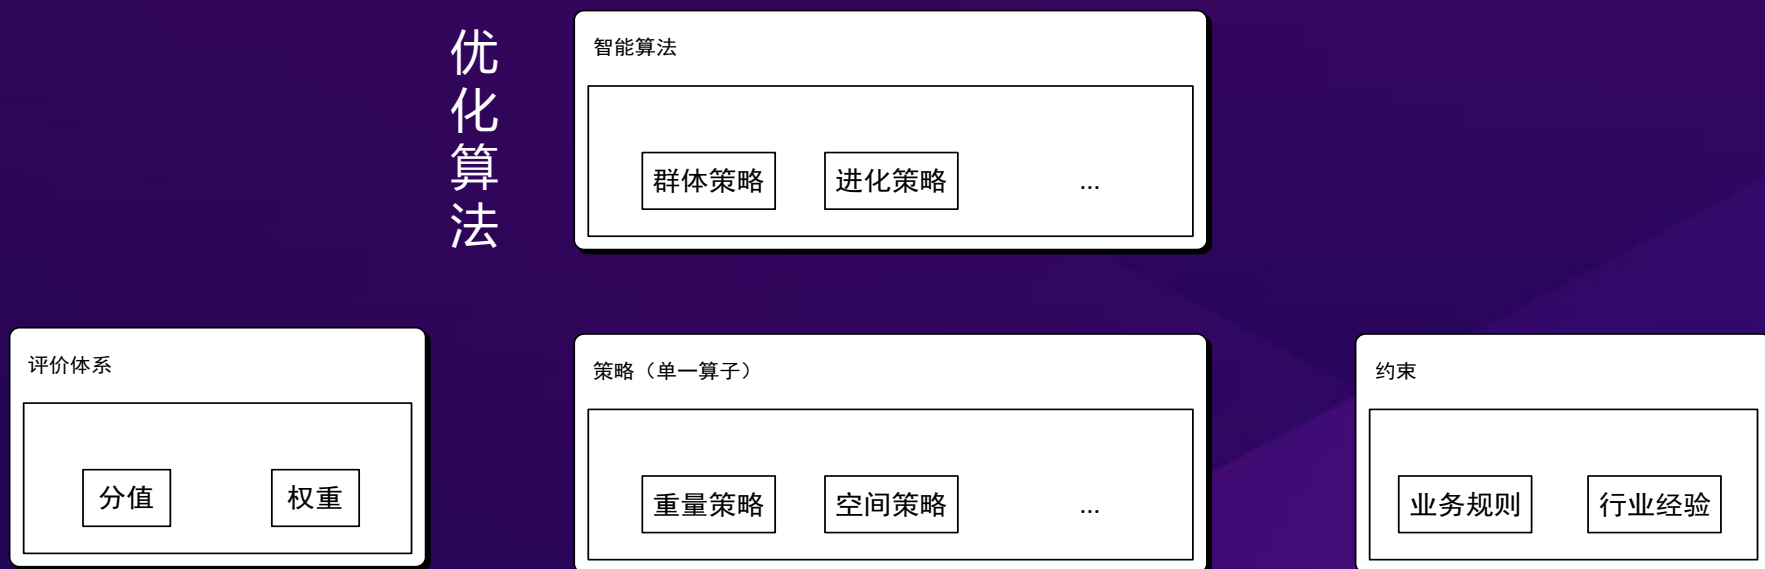 优化算法
智能算法
群体策略 进化策略 ...
评价体系
分值 权重
策略（单一算子）
重量策略 空间策略 ...
约束
业务规则 行业经验